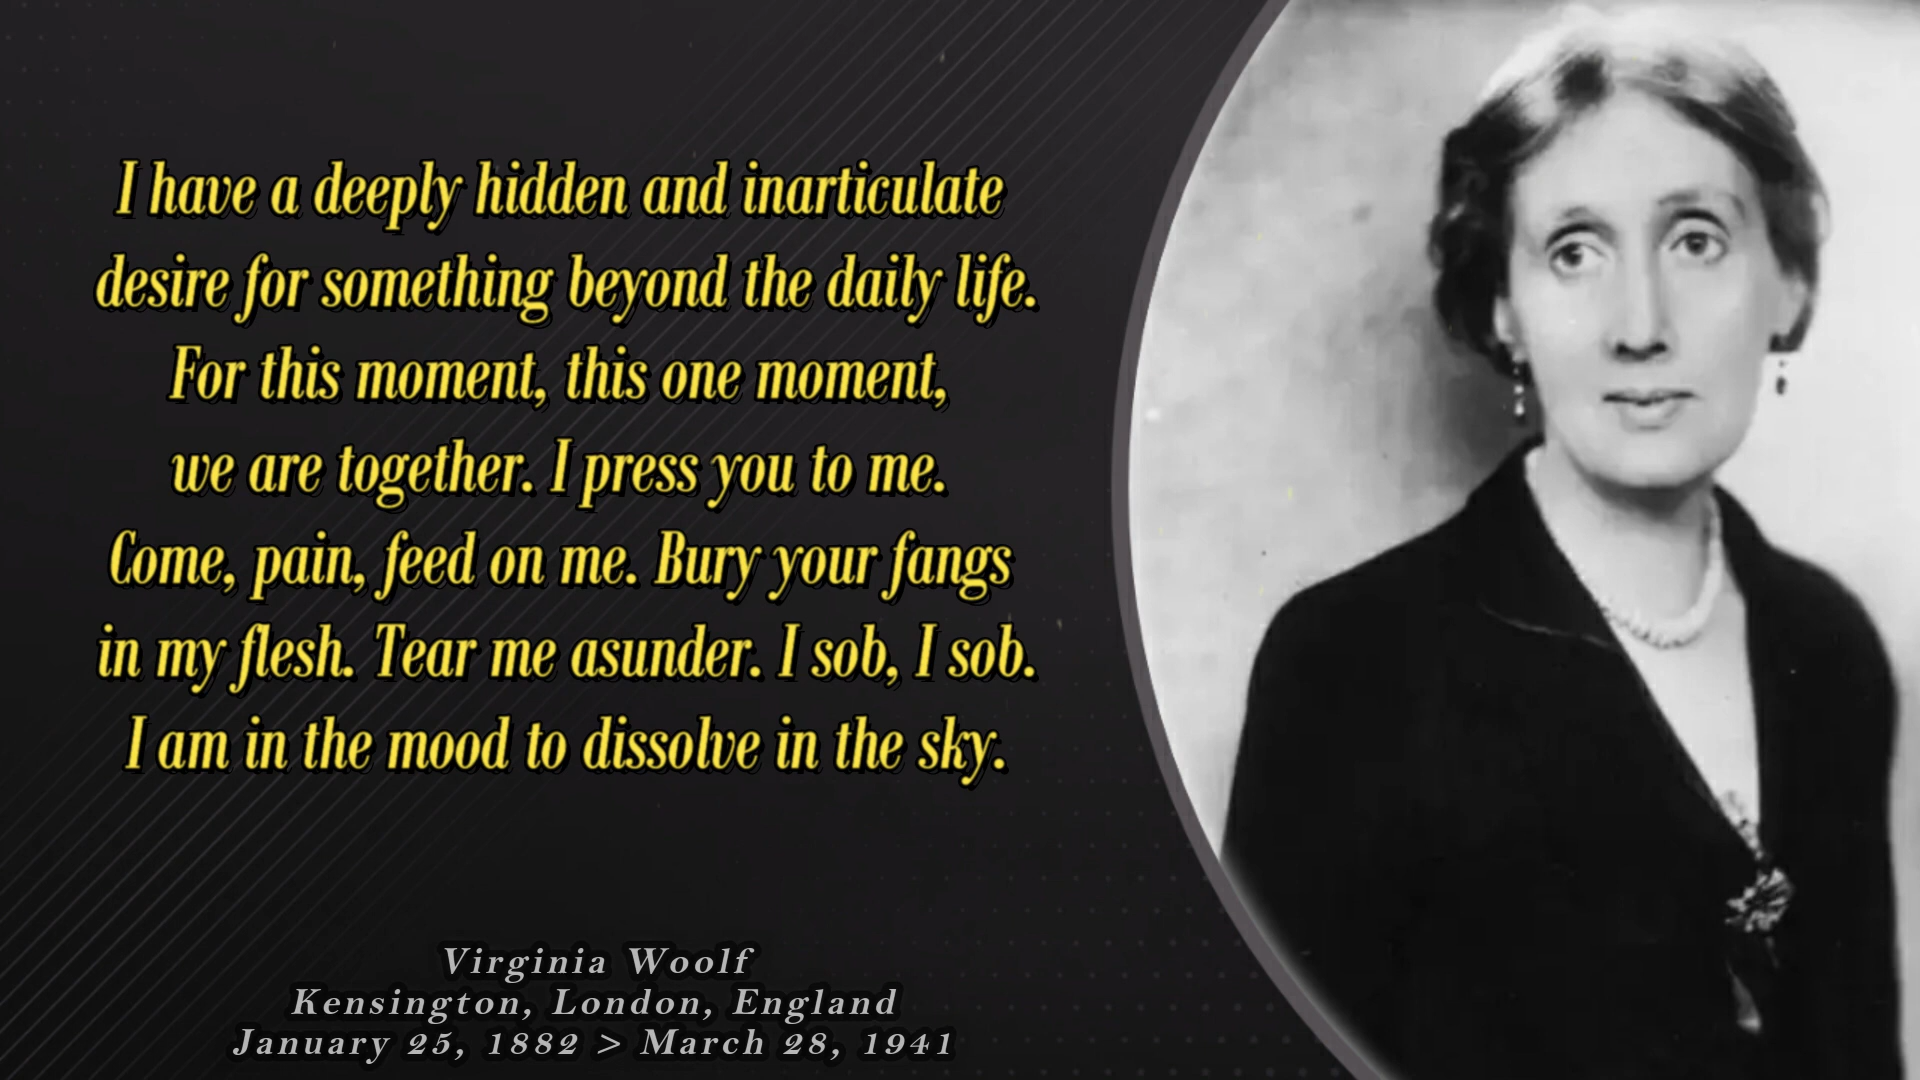 I have a deeply hidden and inarticulate
desire for something beyond the daily life.
For this moment, this one moment,
we are together. I press you to me.
Come, pain, feed on me. Bury your fangs
in my flesh. Tear me asunder. I sob, I sob.
I am in the mood to dissolve in the sky.
Virginia Woolf
Kensington, London, England
January 25, 1882 > March 28, 1941